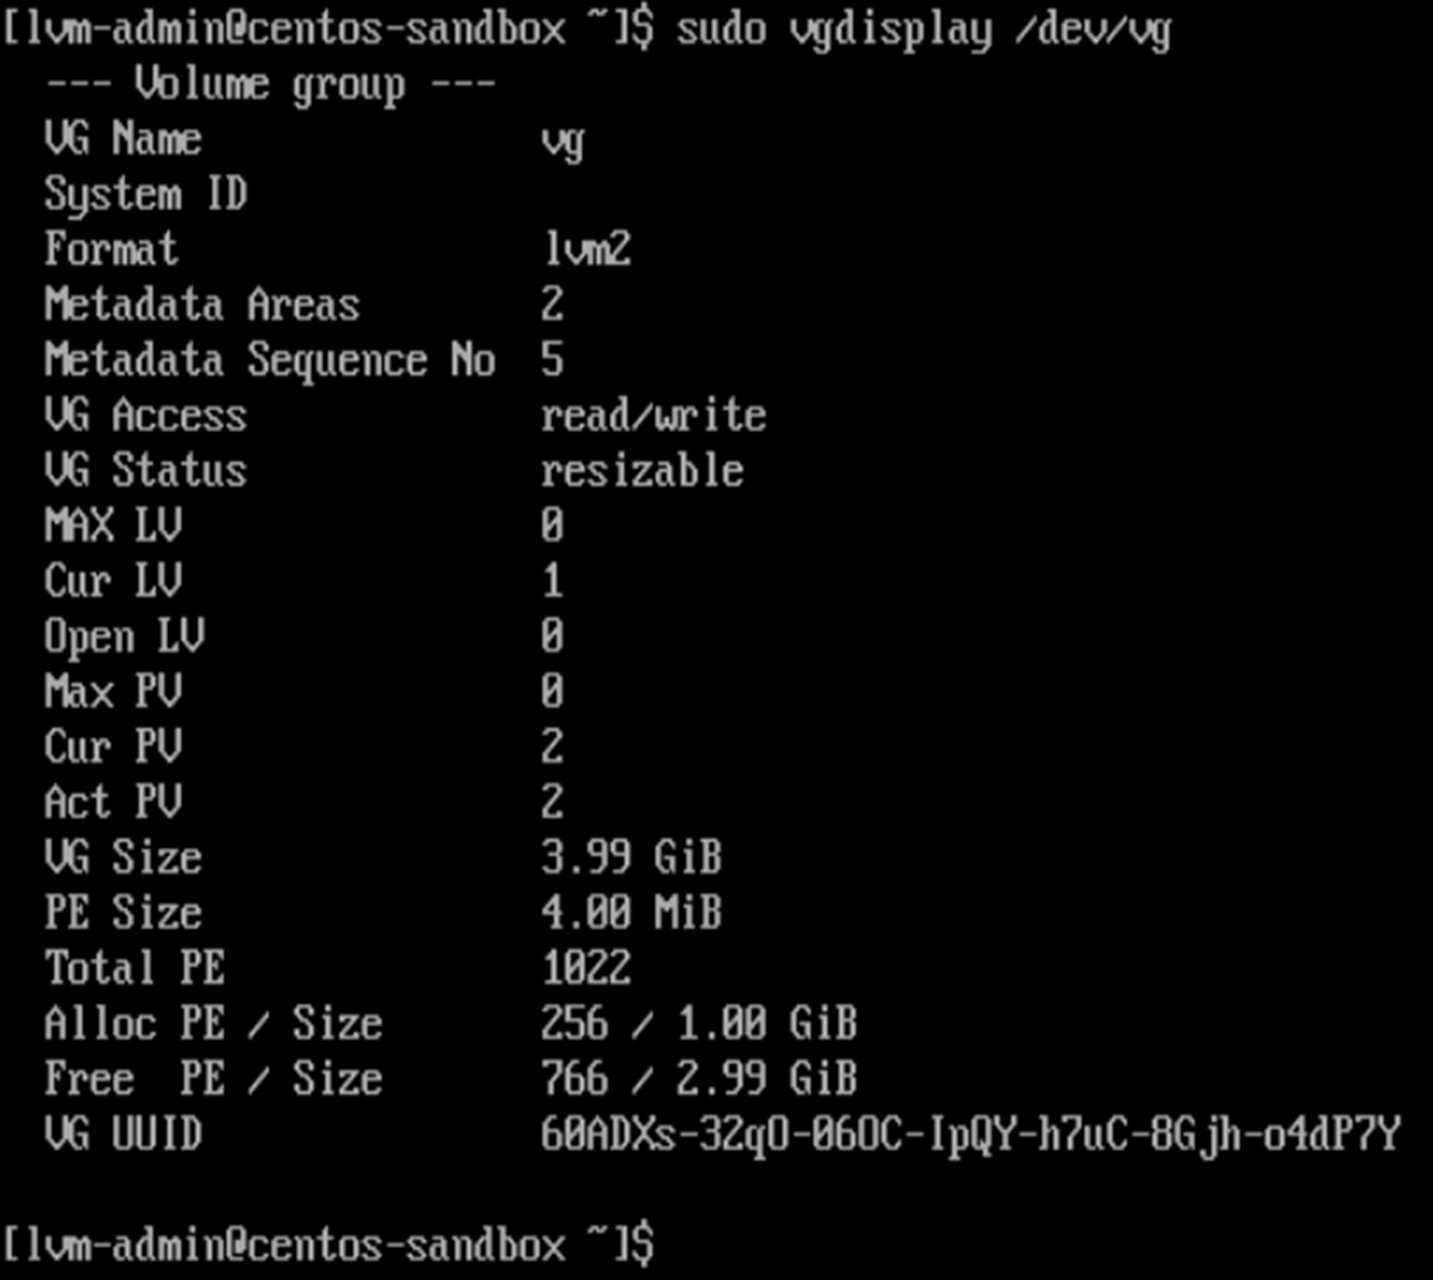 [lvm-admin@centos-sandbox ~]$ sudo vgdisplay /dev/vg
--- Volume group ---
VG Name vg
System ID
Format lvm2
Metadata Areas 2
Metadata Sequence No 5
VG Access read/write
VG Status resizable
MAX LV 0
Cur LV 1
Open LV 0
Max PV 0
Cur PV 2
Act PV 2
VG Size 3.99 GiB
PE Size 4.00 MiB
Total PE 1022
Alloc PE / Size 256 / 1.00 GiB
Free PE / Size 766 / 2.99 GiB
VG UUID 60ADXs-32qO-06OC-IpQY-h7uC-8Gjh-o4dP7Y
[lvm-admin@centos-sandbox ~]$